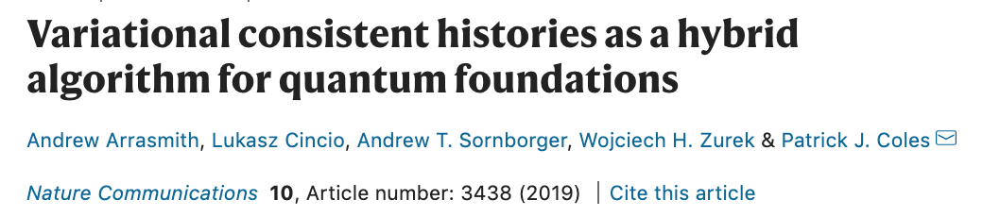 Variational consistent histories as a hybrid
algorithm for quantum foundations
Andrew Arrasmith, Lukasz Cincio, Andrew T. Sornborger, Wojciech H. Zurek & Patrick J. Coles
Nature Communications 10, Article number: 3438 (2019) | Cite this article